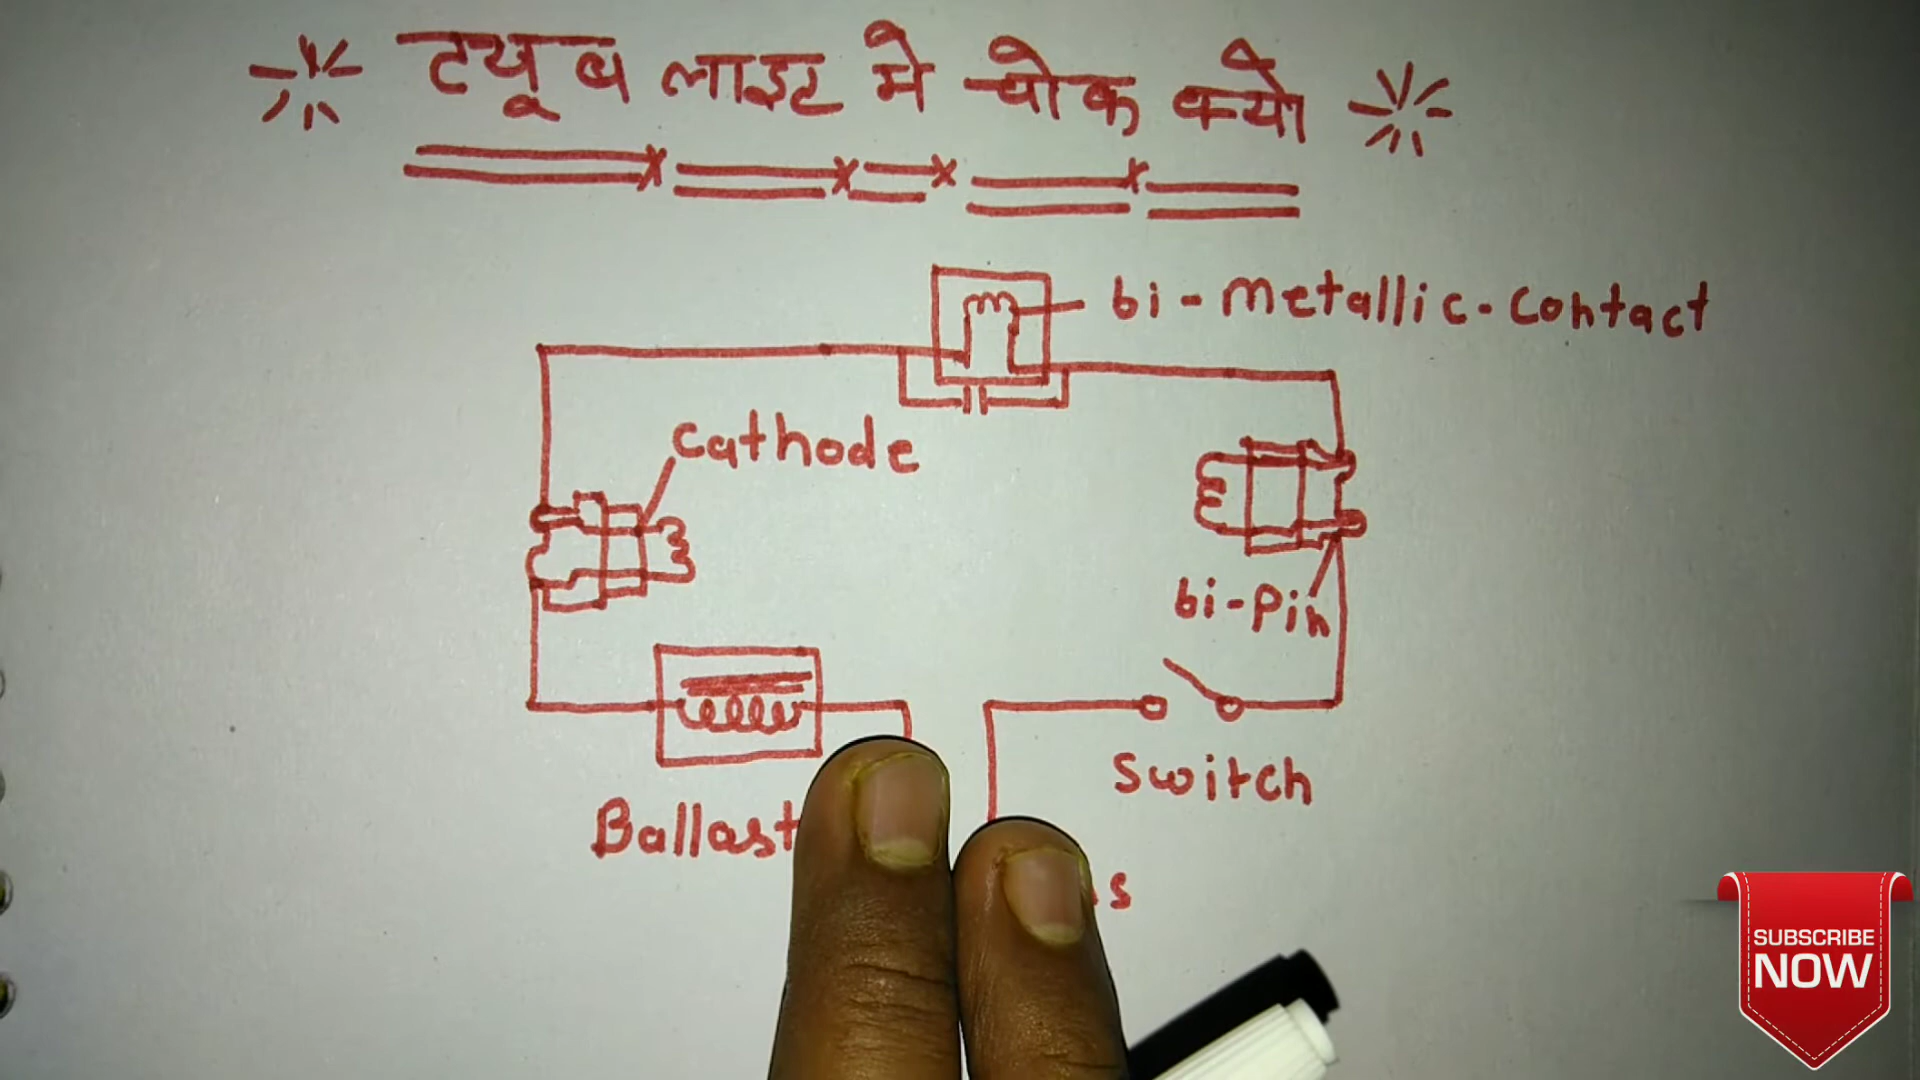 ट्यूब लाइट मे चोक क्यो
bi-metallic-contact
cathode
bi-pin
Switch
Ballast
SUBSCRIBE
NOW